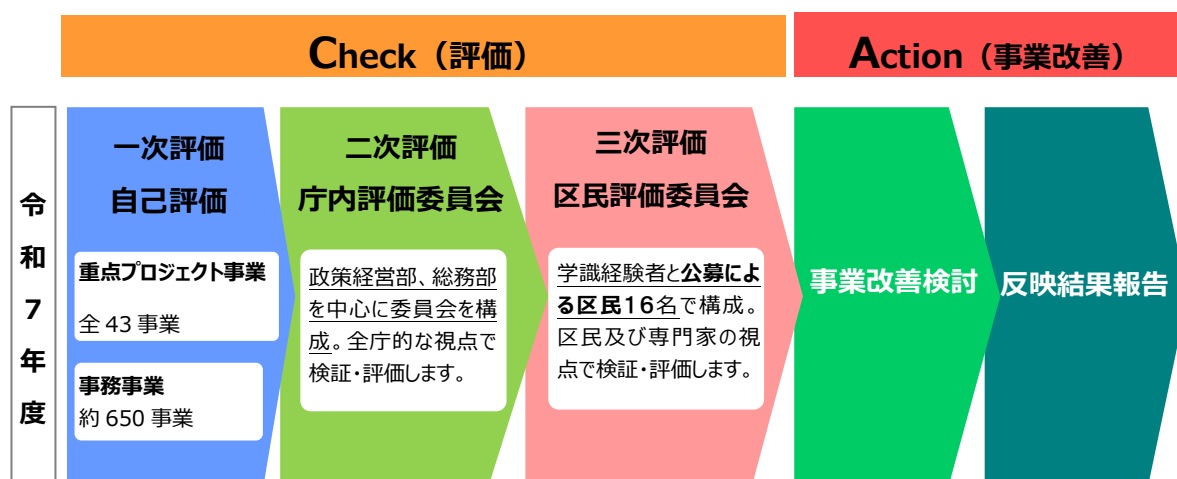 Check（評価）
Action（事業改善）
令和７年度
一次評価
自己評価
重点プロジェクト事業
全 43 事業
事務事業
約 650 事業
二次評価
庁内評価委員会
政策経営部、総務部
を中心に委員会を構
成。全庁的な視点で
検証・評価します。
三次評価
区民評価委員会
学識経験者と公募によ
る区民16名で構成。
区民及び専門家の視
点で検証・評価します。
事業改善検討
反映結果報告